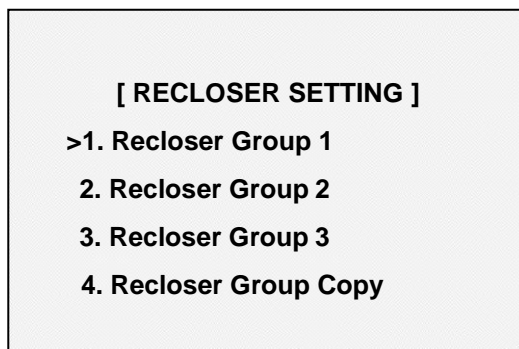 [ RECLOSER SETTING ]
>1. Recloser Group 1
2. Recloser Group 2
3. Recloser Group 3
4. Recloser Group Copy